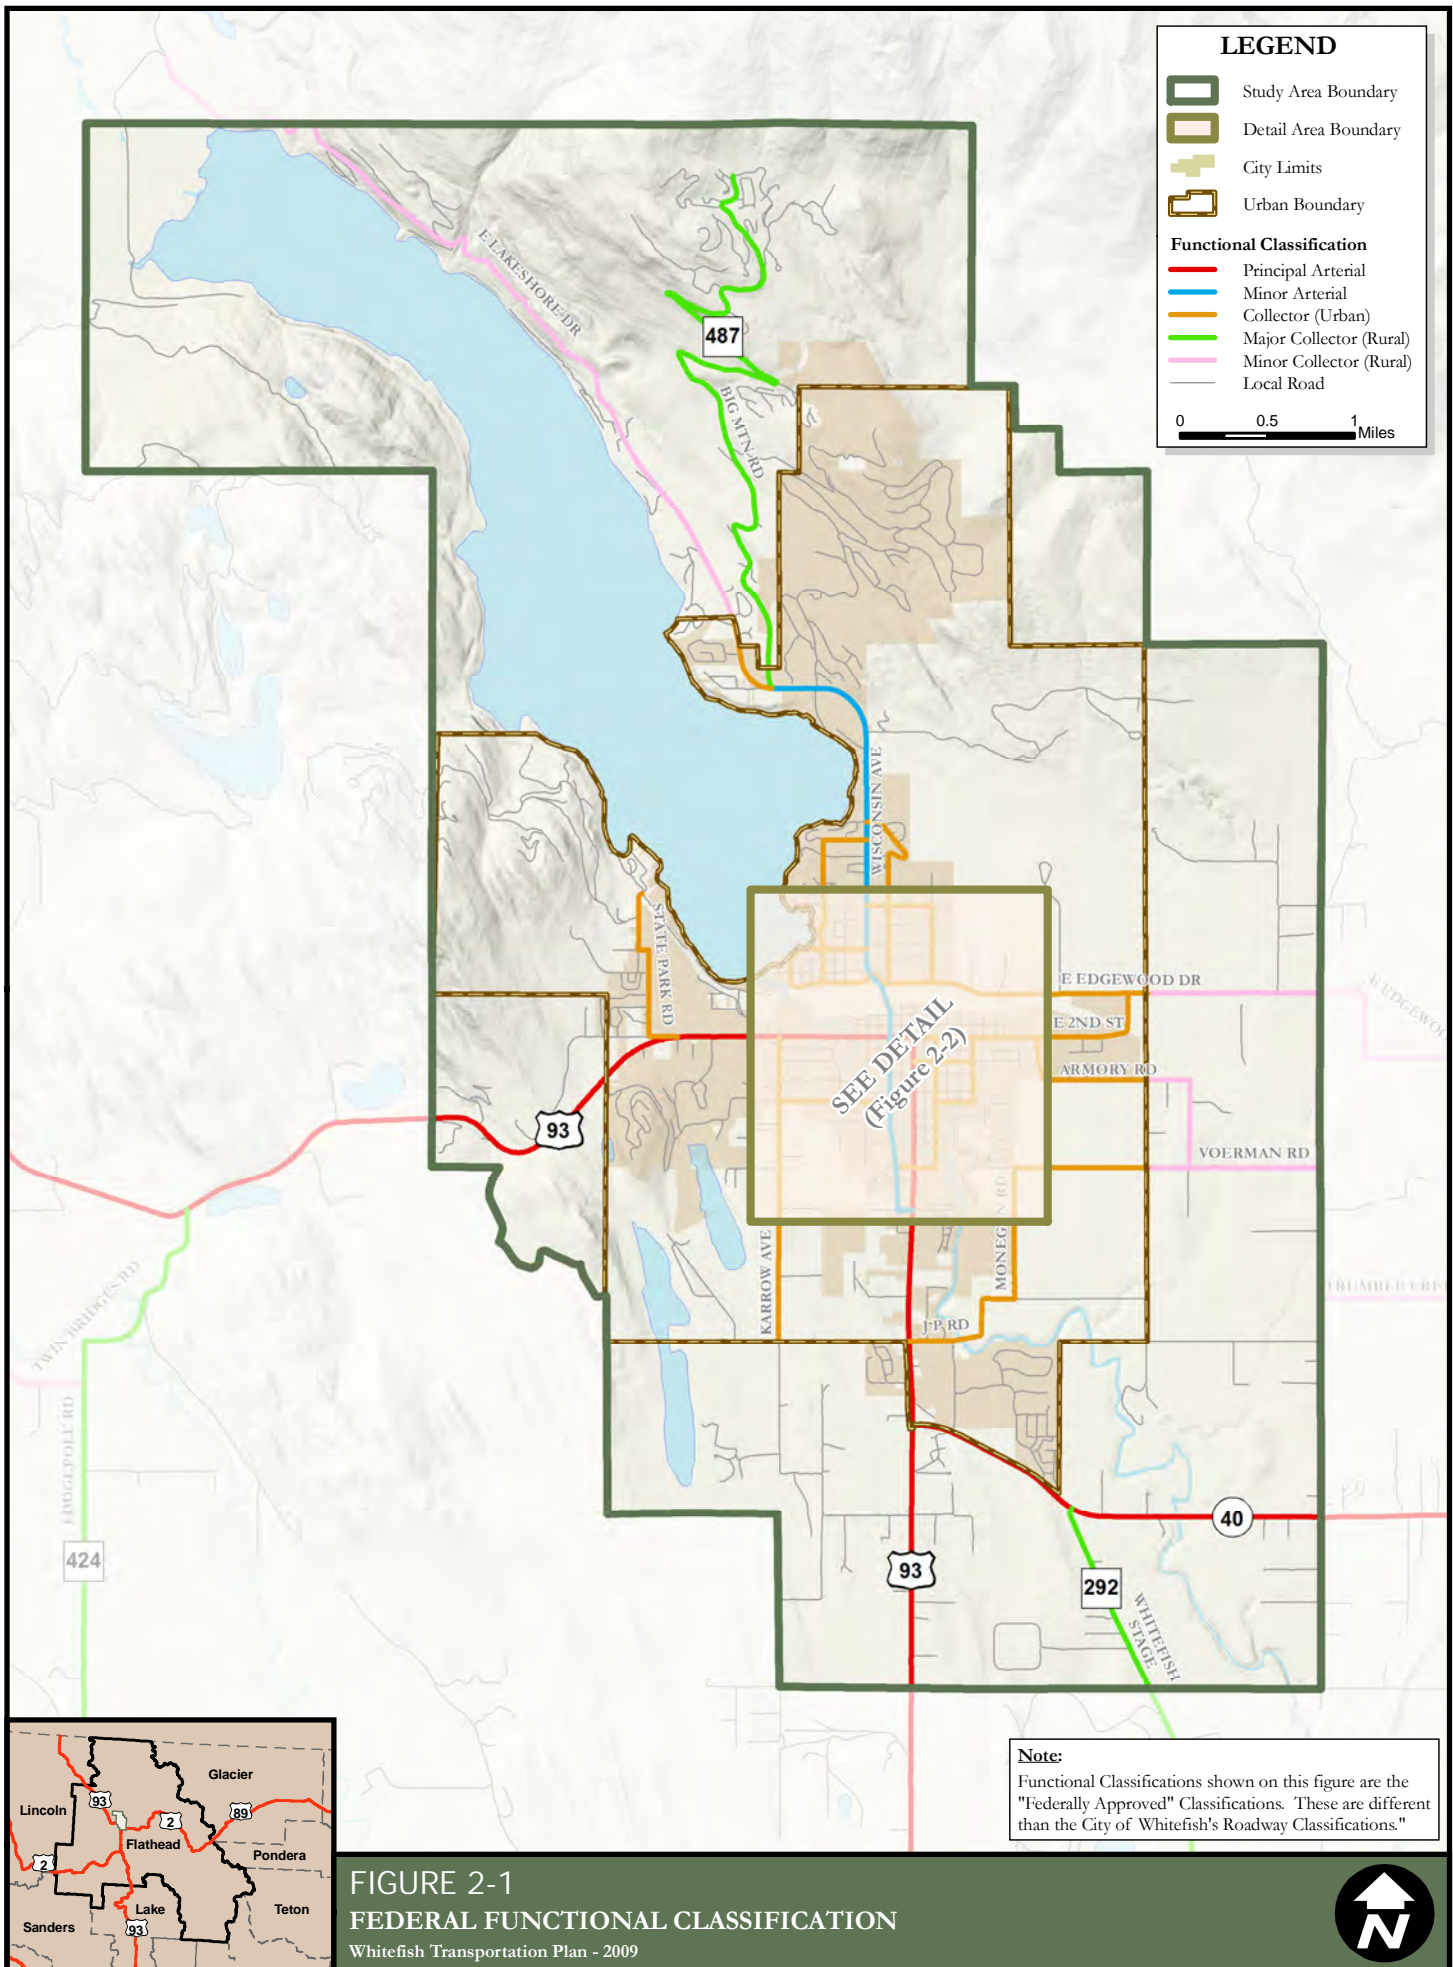 LEGEND
Study Area Boundary
Detail Area Boundary
City Limits
Urban Boundary
Functional Classification
Principal Arterial
Minor Arterial
Collector (Urban)
Major Collector (Rural)
Minor Collector (Rural)
Local Road
0 0.5 1
Miles
E LAKESHORE DR
487
BIG MTN RD
WISCONSIN AVE
STATE PARK RD
E EDGEWOOD DR
E EDGEWOO
E 2ND ST
SEE DETAIL
(Figure 2-2)
ARMORY RD
93
VOERMAN RD
MONEGAN RD
KARROW AVE
TWIN BRIDGES RD
J P RD
RD
424
40
93
292
WHITEFISH
STAGE
Note:
Functional Classifications shown on this figure are the
"Federally Approved" Classifications. These are different
than the City of Whitefish's Roadway Classifications."
Glacier
Lincoln
93
2
89
Flathead
2
Pondera
Lake
Teton
Sanders
93
FIGURE 2-1
FEDERAL FUNCTIONAL CLASSIFICATION
Whitefish Transportation Plan - 2009
N